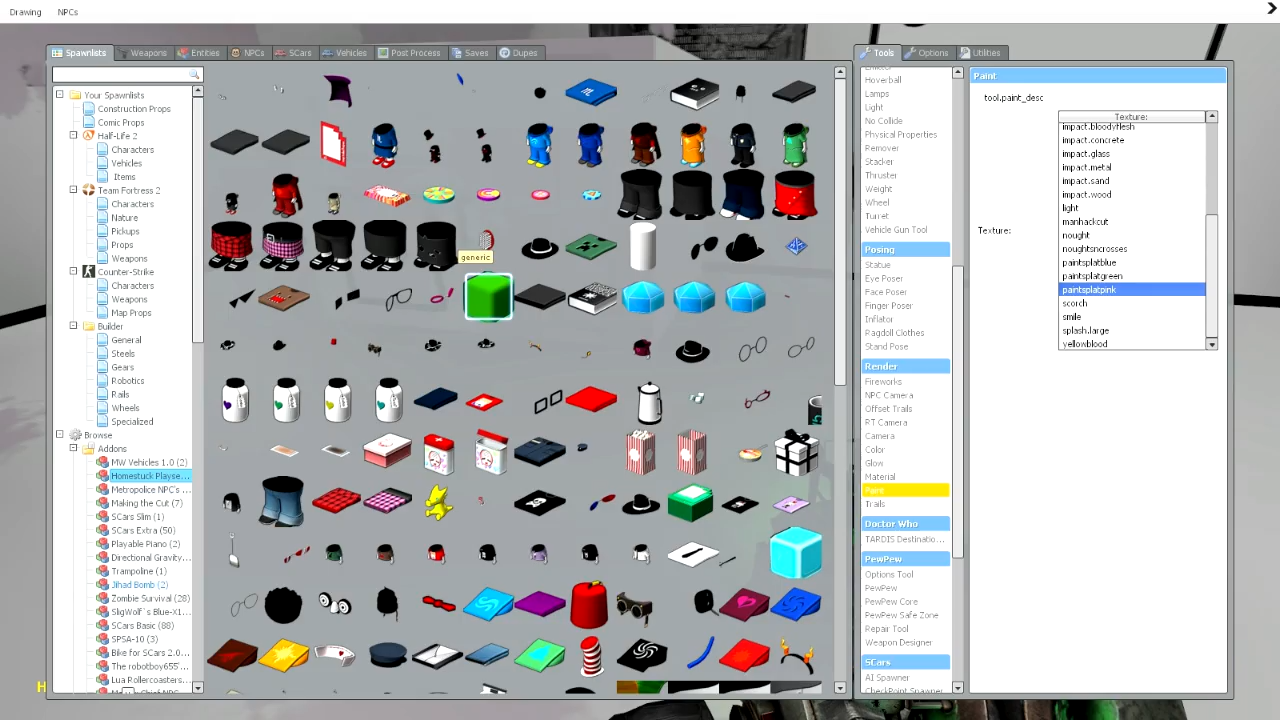 Drawing NPCs
Spawnlists Weapons Entities NPCs SCars Vehicles Post Process Saves Dupes
Tools Options Utilities
Your Spawnlists
Construction Props
Comic Props
Half-Life 2
Characters
Vehicles
Items
Team Fortress 2
Characters
Nature
Pickups
Props
Weapons
Counter-Strike
Characters
Weapons
Map Props
Builder
General
Steels
Gears
Robotics
Rails
Wheels
Specialized
Browse
Addons
MW Vehicles 1.0 (2)
Homestuck Playse...
Metropolice NPC's ...
Making the Cut (7)
SCars Slim (1)
SCars Extra (50)
Playable Piano (2)
Directional Gravity...
Trampoline (1)
Jihad Bomb (2)
Zombie Survival (29)
SligWolf's Blue-X1...
SCars Basic (88)
SPSA-10 (3)
Bike for SCars 2.0...
The robotboy655'...
Lua Rollercoaster...
generic
Hoverball
Lamps
Light
No Collide
Physical Properties
Remover
Stacker
Thruster
Weight
Wheel
Turret
Vehicle Gun Tool
Posing
Statue
Eye Poser
Face Poser
Finger Poser
Inflator
Ragdoll Clothes
Stand Pose
Render
Fireworks
NPC Camera
Offset Trails
RT Camera
Camera
Color
Glow
Material
Paint
Trails
Doctor Who
TARDIS Destinatio...
PewPew
Options Tool
PewPew
PewPew Core
PewPew Safe Zone
Repair Tool
Weapon Designer
SCars
AI Spawner
CheckPoint Spawner
Paint
tool.paint_desc
Texture:
Texture:
impact.bloodyflesh
impact.concrete
impact.glass
impact.metal
impact.sand
impact.wood
light
manhackcut
nought
noughtsncrosses
paintsplatblue
paintsplatgreen
paintsplatpink
scorch
smile
splash.large
yellowblood